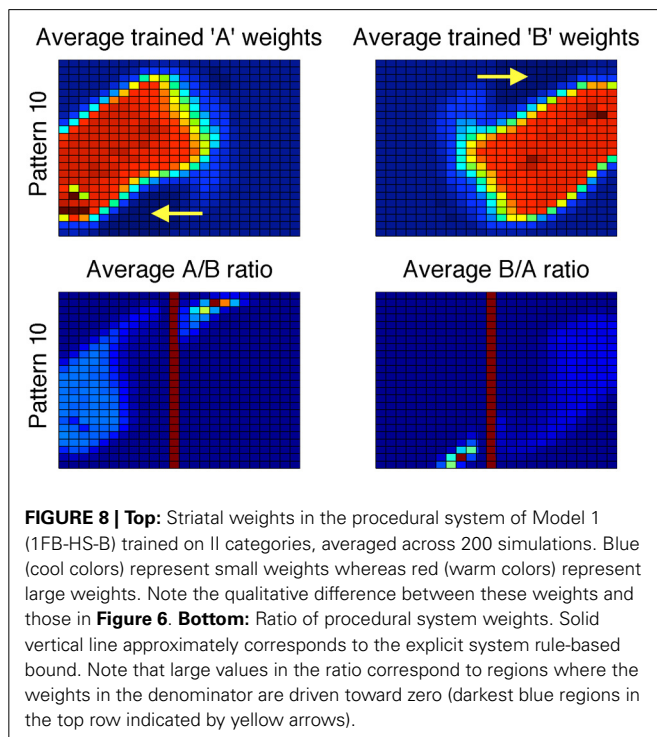 Average trained 'A' weights
Average trained 'B' weights
Pattern 10
Average A/B ratio
Average B/A ratio
Pattern 10
FIGURE 8 | Top: Striatal weights in the procedural system of Model 1
(1FB-HS-B) trained on II categories, averaged across 200 simulations. Blue
(cool colors) represent small weights whereas red (warm colors) represent
large weights. Note the qualitative difference between these weights and
those in Figure 6. Bottom: Ratio of procedural system weights. Solid
vertical line approximately corresponds to the explicit system rule-based
bound. Note that large values in the ratio correspond to regions where the
weights in the denominator are driven toward zero (darkest blue regions in
the top row indicated by yellow arrows).